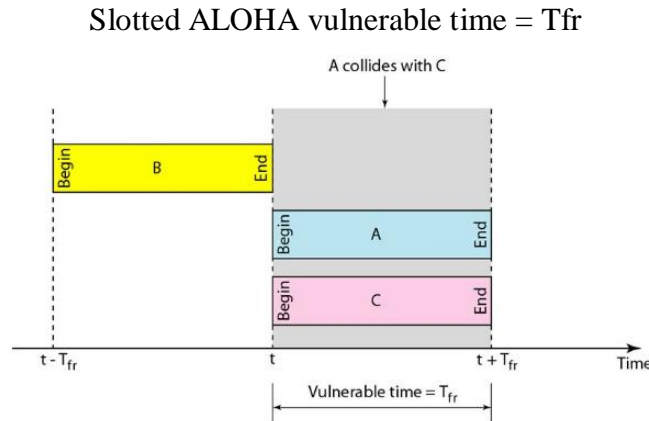 Slotted ALOHA vulnerable time = Tfr
A collides with C
Begin
B
End
Begin
A
End
Begin
C
End
t - Tfr
t
t + Tfr
Time
Vulnerable time = Tfr